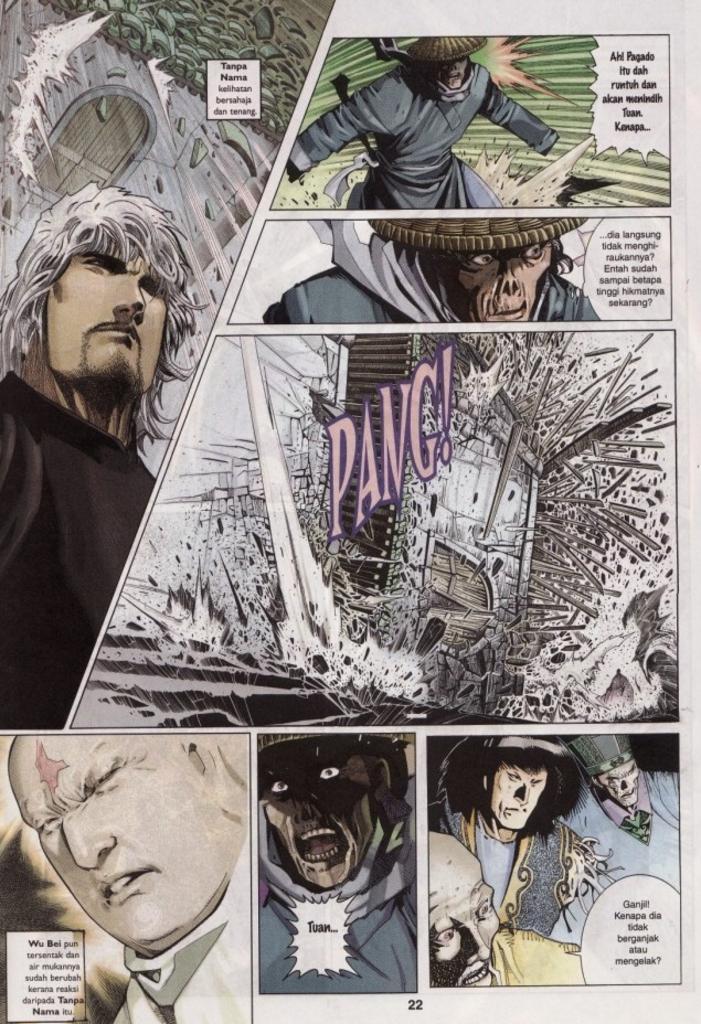 Tanpa
Nama
kelihatan
bersahaja
dan tenang.
Ah! Pagado
itu dah
runtuh dan
akan menindih
Tuan.
Kenapa...
...dia langsung
tidak menghi-
raukannya?
Entah sudah
sampai betapa
tinggi hikmatnya
sekarang?
PANG!
Wu Bei pun
tersentak dan
air mukannya
sudah berubah
kerana reaksi
daripada Tanpa
Nama itu.
Tuan...
Ganjil!
Kenapa dia
tidak
berganjak
atau
mengelak?
22